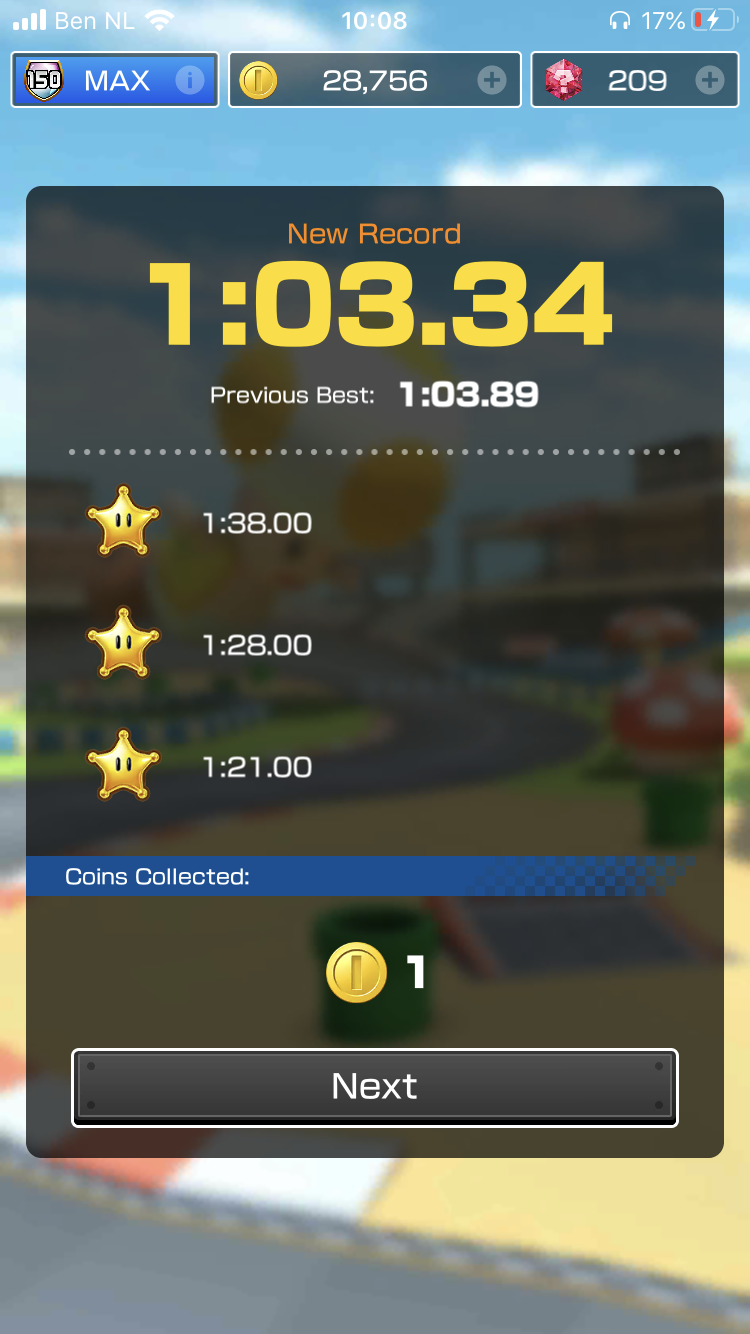 Ben NL 10:08 17%
150 MAX i 28,756 + ? 209 +
New Record
1:03.34
Previous Best: 1:03.89
1:38.00
1:28.00
1:21.00
Coins Collected:
1
Next